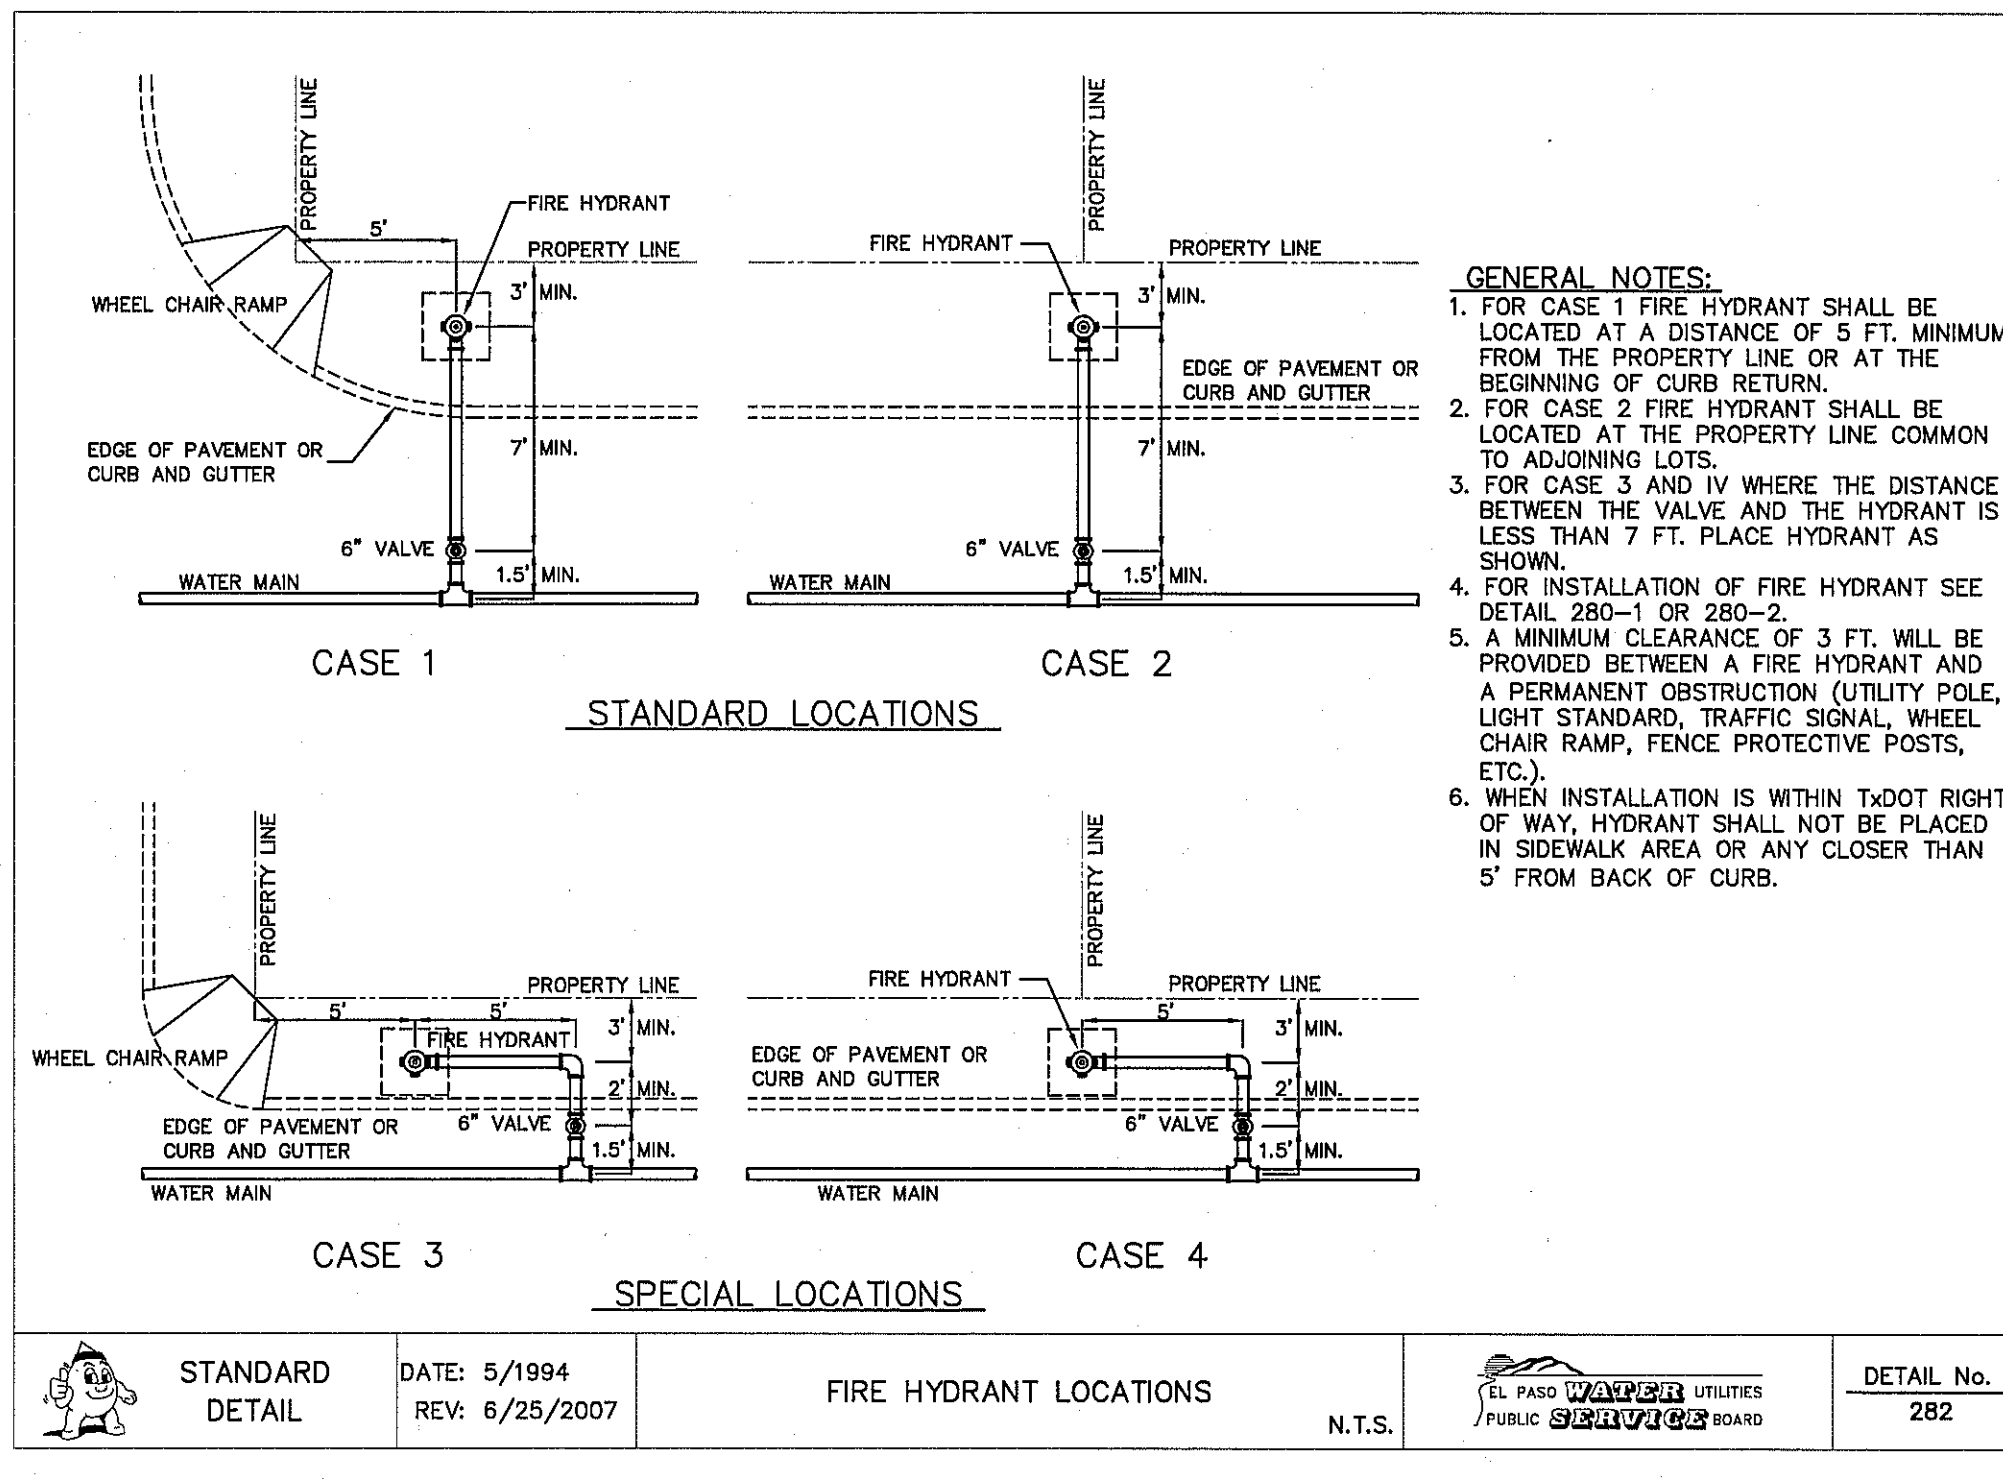 PROPERTY LINE
5'
FIRE HYDRANT
PROPERTY LINE
3' MIN.
WHEEL CHAIR RAMP
EDGE OF PAVEMENT OR
CURB AND GUTTER
7' MIN.
6" VALVE
1.5' MIN.
WATER MAIN
CASE 1
PROPERTY LINE
FIRE HYDRANT
PROPERTY LINE
3' MIN.
EDGE OF PAVEMENT OR
CURB AND GUTTER
7' MIN.
6" VALVE
1.5' MIN.
WATER MAIN
CASE 2
STANDARD LOCATIONS
PROPERTY LINE
PROPERTY LINE
5'
5'
3' MIN.
FIRE HYDRANT
WHEEL CHAIR RAMP
2' MIN.
EDGE OF PAVEMENT OR
CURB AND GUTTER
6" VALVE
1.5' MIN.
WATER MAIN
CASE 3
PROPERTY LINE
FIRE HYDRANT
PROPERTY LINE
5'
3' MIN.
EDGE OF PAVEMENT OR
CURB AND GUTTER
2' MIN.
6" VALVE
1.5' MIN.
WATER MAIN
CASE 4
SPECIAL LOCATIONS
GENERAL NOTES:
1. FOR CASE 1 FIRE HYDRANT SHALL BE
LOCATED AT A DISTANCE OF 5 FT. MINIMUM
FROM THE PROPERTY LINE OR AT THE
BEGINNING OF CURB RETURN.
2. FOR CASE 2 FIRE HYDRANT SHALL BE
LOCATED AT THE PROPERTY LINE COMMON
TO ADJOINING LOTS.
3. FOR CASE 3 AND IV WHERE THE DISTANCE
BETWEEN THE VALVE AND THE HYDRANT IS
LESS THAN 7 FT. PLACE HYDRANT AS
SHOWN.
4. FOR INSTALLATION OF FIRE HYDRANT SEE
DETAIL 280-1 OR 280-2.
5. A MINIMUM CLEARANCE OF 3 FT. WILL BE
PROVIDED BETWEEN A FIRE HYDRANT AND
A PERMANENT OBSTRUCTION (UTILITY POLE,
LIGHT STANDARD, TRAFFIC SIGNAL, WHEEL
CHAIR RAMP, FENCE PROTECTIVE POSTS,
ETC.).
6. WHEN INSTALLATION IS WITHIN TxDOT RIGHT
OF WAY, HYDRANT SHALL NOT BE PLACED
IN SIDEWALK AREA OR ANY CLOSER THAN
5' FROM BACK OF CURB.
STANDARD
DETAIL
DATE: 5/1994
REV: 6/25/2007
FIRE HYDRANT LOCATIONS
N.T.S.
EL PASO WATER UTILITIES
PUBLIC SERVICE BOARD
DETAIL No.
282